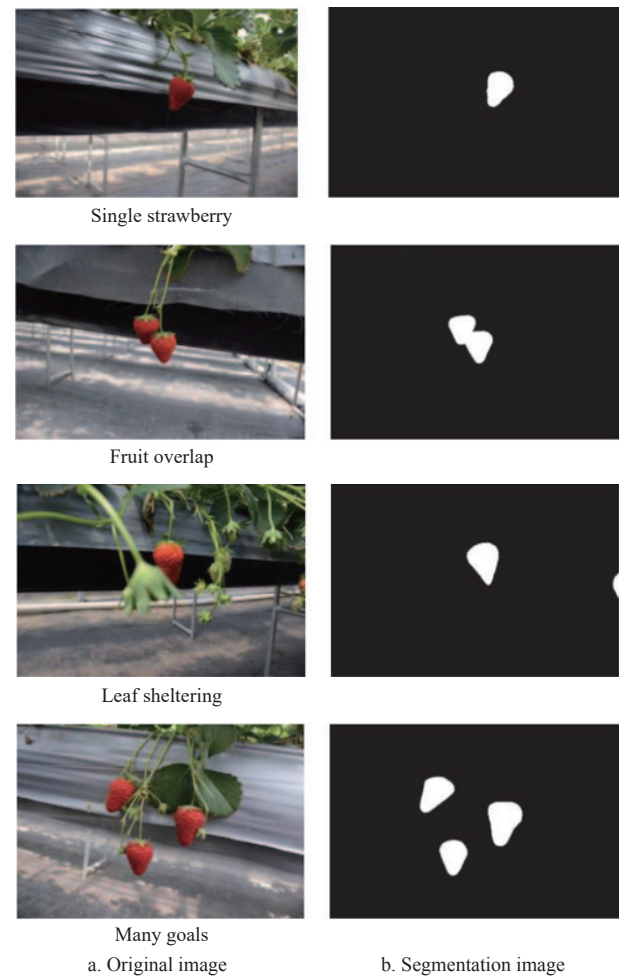 Single strawberry
Fruit overlap
Leaf sheltering
Many goals
a. Original image
b. Segmentation image